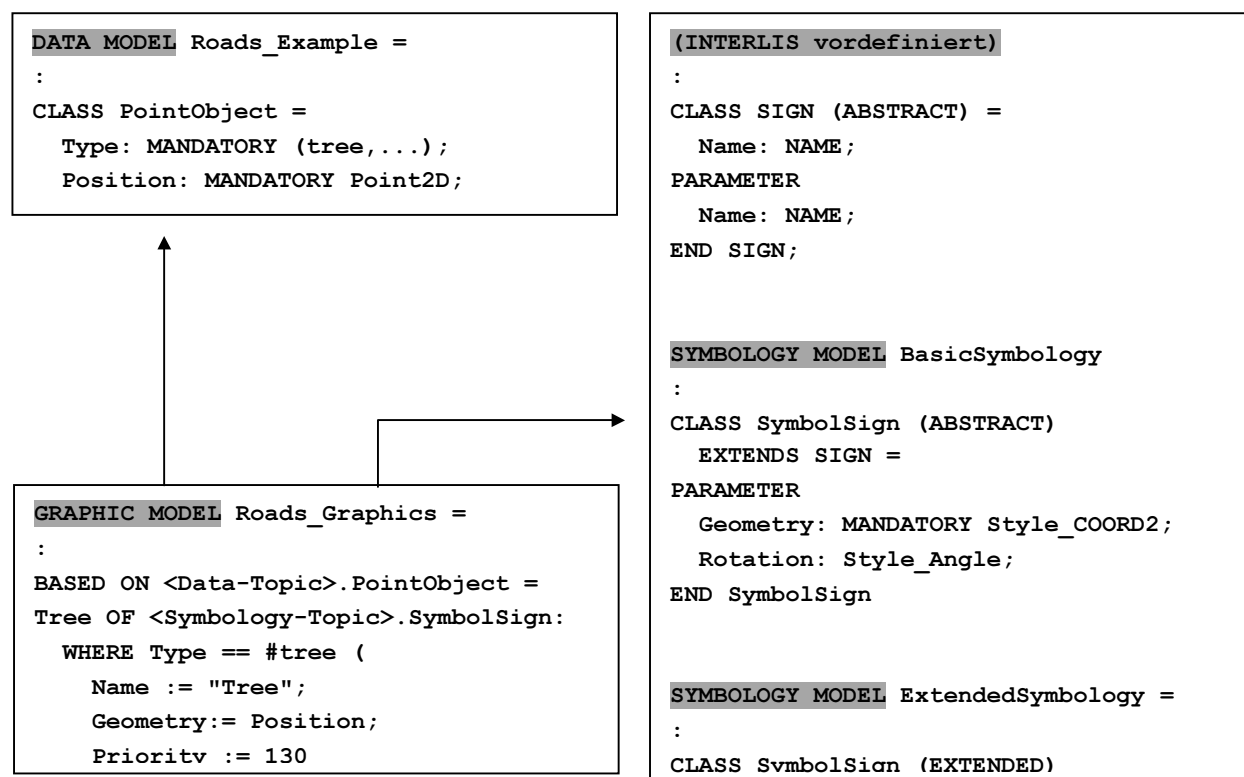 DATA MODEL Roads_Example =
:
CLASS PointObject =
Type: MANDATORY (tree,...);
Position: MANDATORY Point2D;
GRAPHIC MODEL Roads_Graphics =
:
BASED ON <Data-Topic>.PointObject =
Tree OF <Symbology-Topic>.SymbolSign:
WHERE Type == #tree (
Name := "Tree";
Geometry:= Position;
Priority := 130
(INTERLIS vordefiniert)
:
CLASS SIGN (ABSTRACT) =
Name: NAME;
PARAMETER
Name: NAME;
END SIGN;
SYMBOLOGY MODEL BasicSymbology
:
CLASS SymbolSign (ABSTRACT)
EXTENDS SIGN =
PARAMETER
Geometry: MANDATORY Style_COORD2;
Rotation: Style_Angle;
END SymbolSign
SYMBOLOGY MODEL ExtendedSymbology =
:
CLASS SymbolSign (EXTENDED)